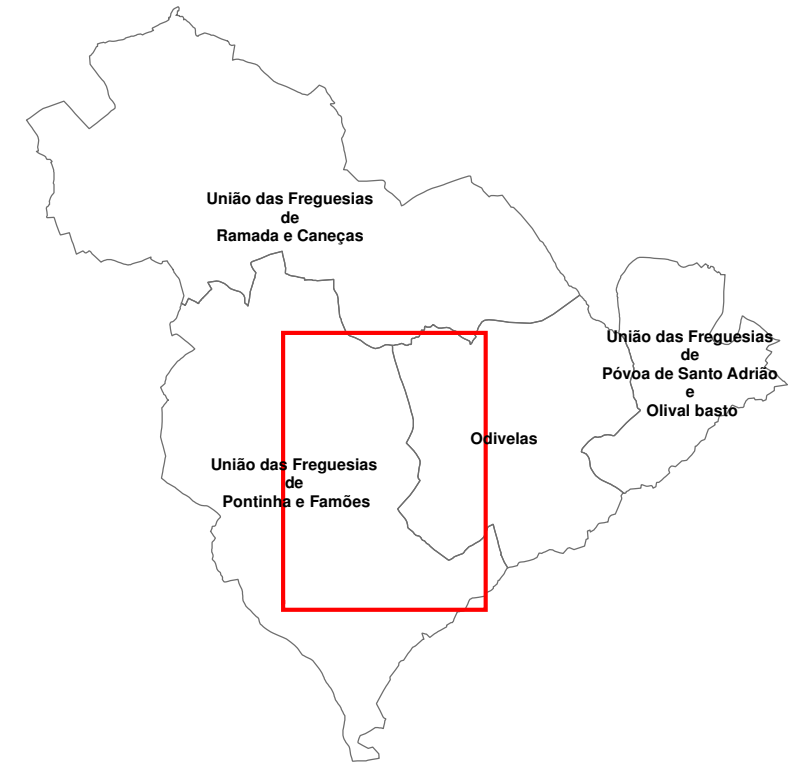 União das Freguesias
de
Ramada e Caneças
União das Freguesias
de
Póvoa de Santo Adrião
e
Olival basto
Odivelas
União das Freguesias
de
Pontinha e Famões